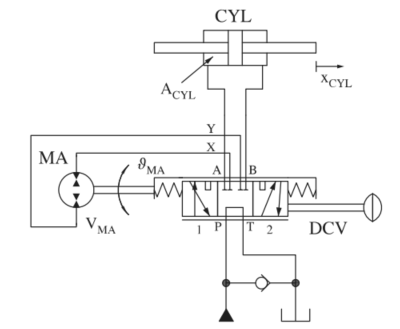 CYL
A_CYL
x_CYL
Y
X
A B
MA
ϑ_MA
V_MA
1
P T
2
DCV